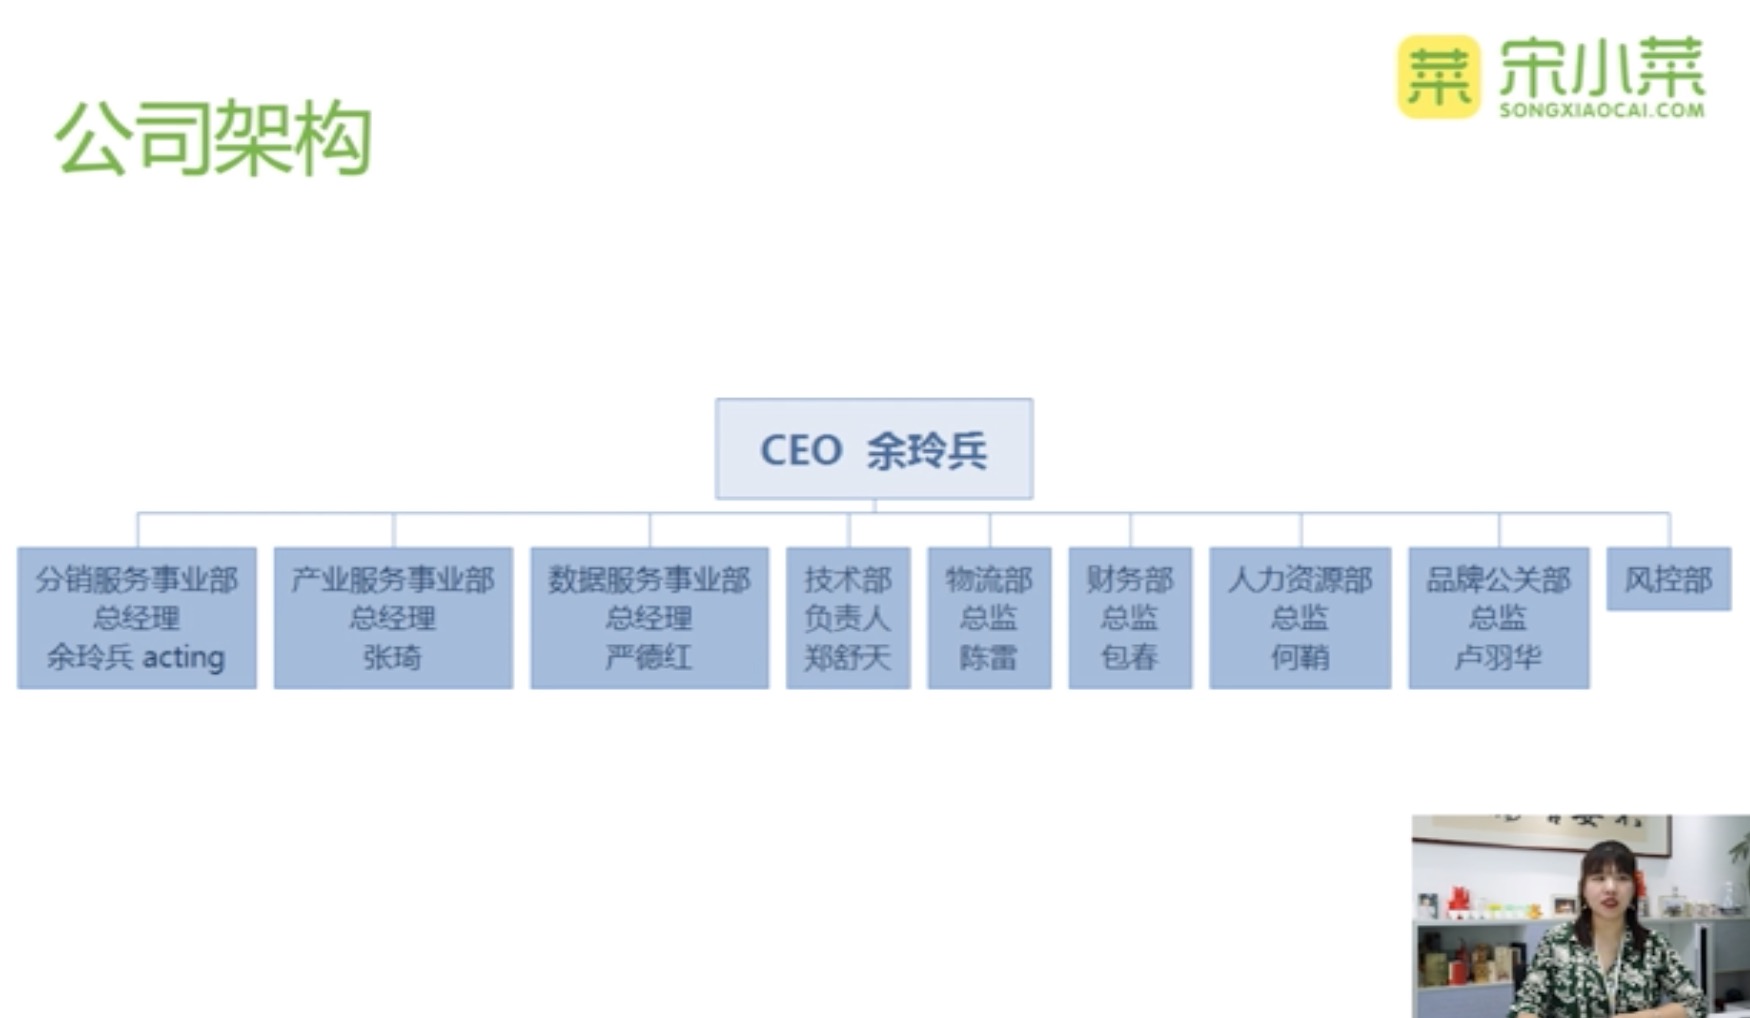 菜 宋小菜
SONGXIAOCAI.COM
公司架构
CEO 余玲兵
分销服务事业部
总经理
余玲兵 acting
产业服务事业部
总经理
张琦
数据服务事业部
总经理
严德红
技术部
负责人
郑舒天
物流部
总监
陈雷
财务部
总监
包春
人力资源部
总监
何鞘
品牌公关部
总监
卢羽华
风控部